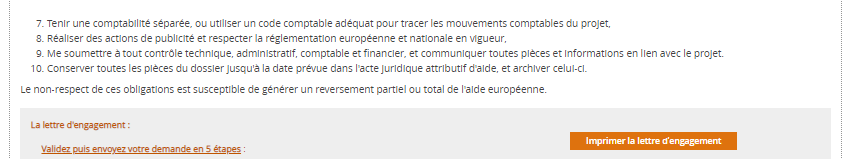 7. Tenir une comptabilité séparée, ou utiliser un code comptable adéquat pour tracer les mouvements comptables du projet,
8. Réaliser des actions de publicité et respecter la réglementation européenne et nationale en vigueur,
9. Me soumettre à tout contrôle technique, administratif, comptable et financier, et communiquer toutes pièces et informations en lien avec le projet.
10. Conserver toutes les pièces du dossier jusqu'à la date prévue dans l'acte juridique attributif d'aide, et archiver celui-ci.
Le non-respect de ces obligations est susceptible de générer un reversement partiel ou total de l'aide européenne.
La lettre d'engagement :
Imprimer la lettre d'engagement
Validez puis envoyez votre demande en 5 étapes :